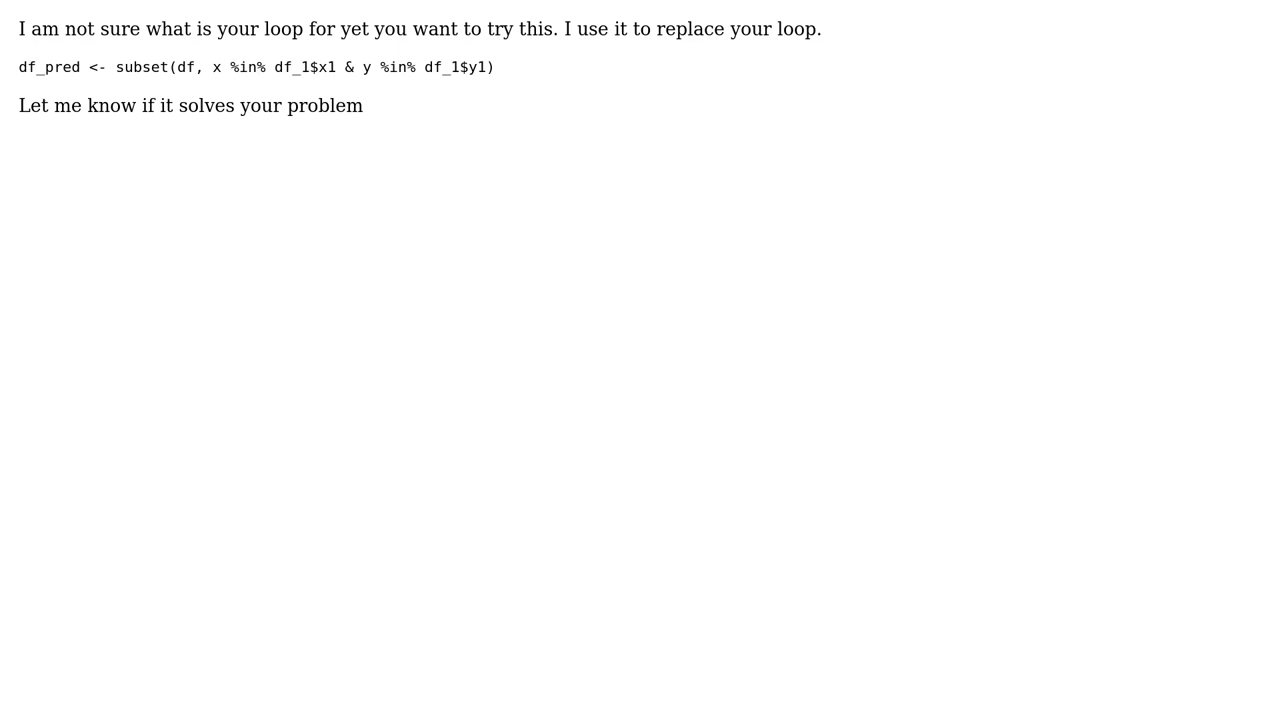 I am not sure what is your loop for yet you want to try this. I use it to replace your loop.
df_pred <- subset(df, x %in% df_1$x1 & y %in% df_1$y1)
Let me know if it solves your problem